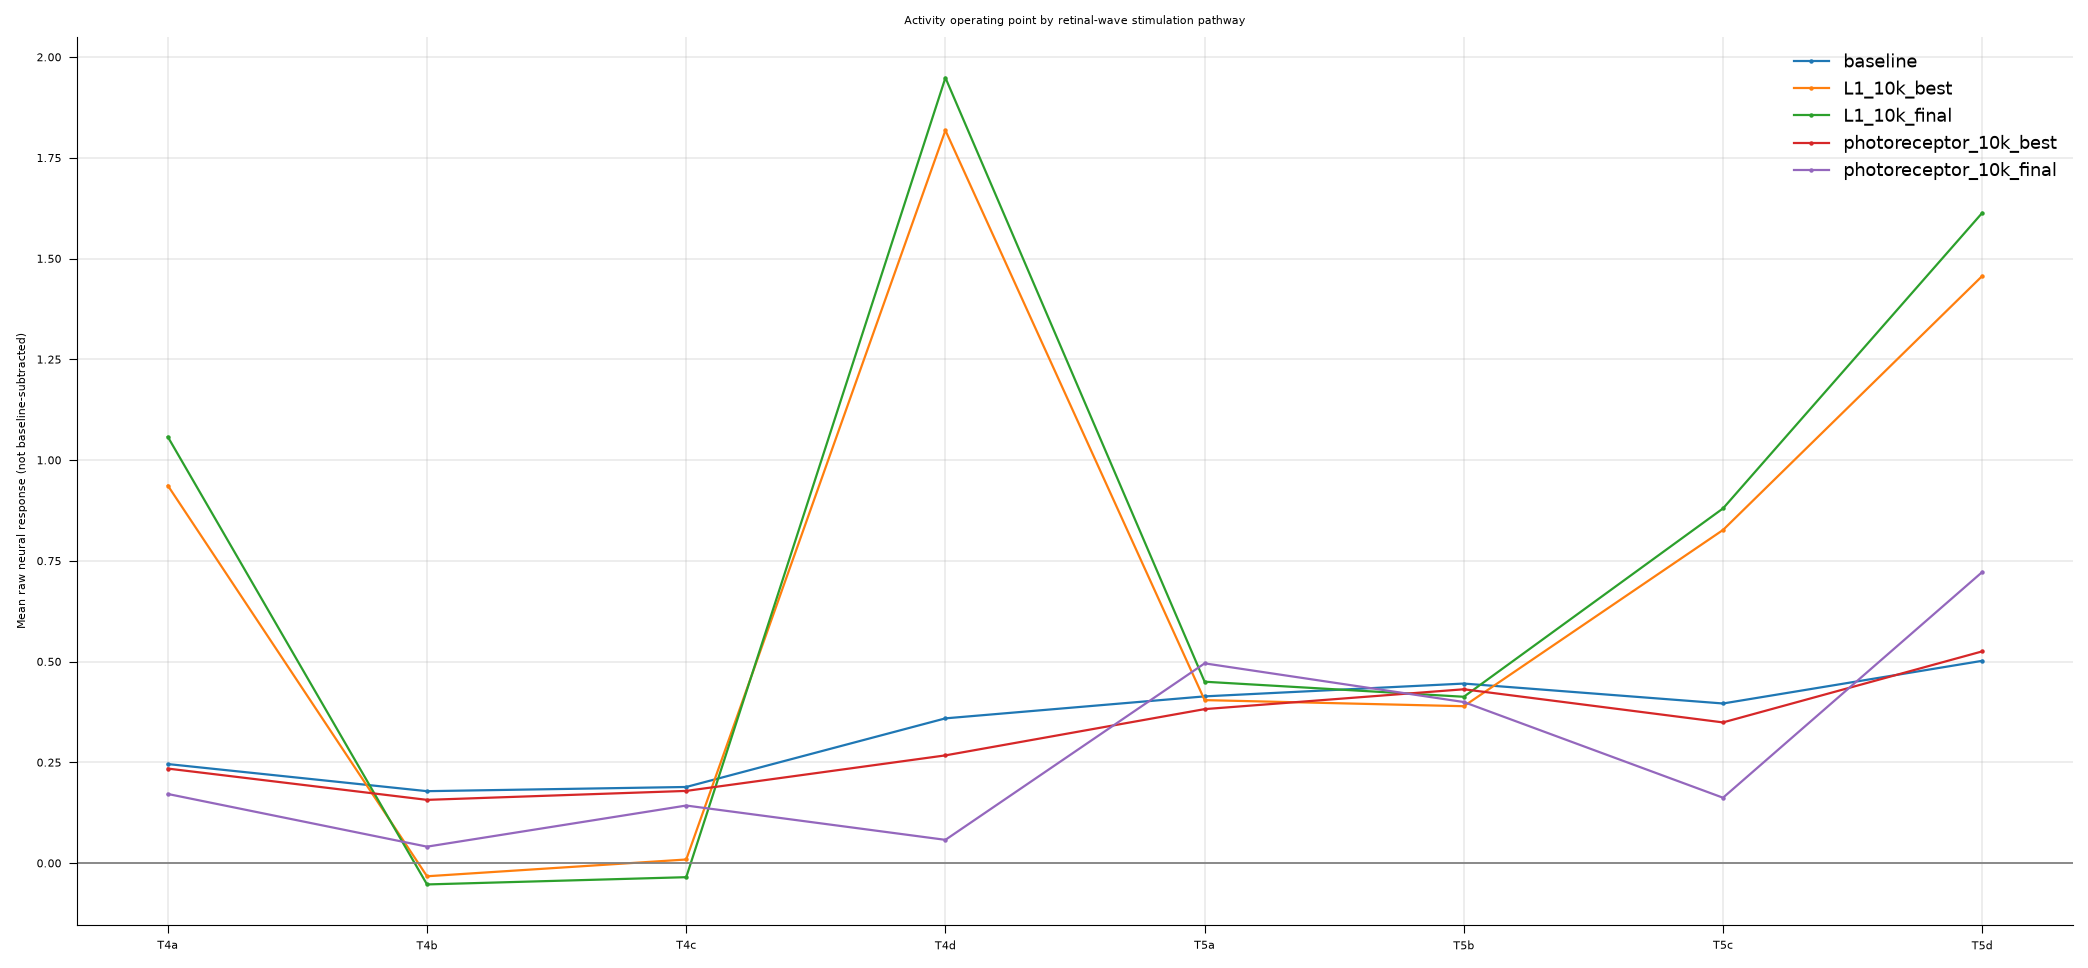 Activity operating point by retinal-wave stimulation pathway
baseline
L1_10k_best
L1_10k_final
photoreceptor_10k_best
photoreceptor_10k_final
Mean raw neural response (not baseline-subtracted)
2.00
1.75
1.50
1.25
1.00
0.75
0.50
0.25
0.00
T4a T4b T4c T4d T5a T5b T5c T5d